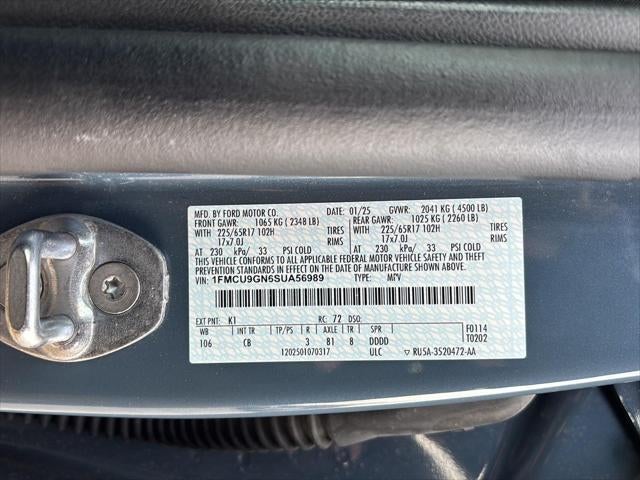 MFD. BY FORD MOTOR CO. DATE: 01/25 GVWR: 2041 KG ( 4500 LB)
FRONT GAWR: 1065 KG ( 2348 LB) REAR GAWR: 1025 KG ( 2260 LB)
WITH 225/65R17 102H TIRES WITH 225/65R17 102H TIRES
17x7.0J RIMS 17x7.0J RIMS
AT 230 kPa/ 33 PSI COLD AT 230 kPa/ 33 PSI COLD
THIS VEHICLE CONFORMS TO ALL APPLICABLE FEDERAL MOTOR VEHICLE SAFETY, BUMPER,
AND THEFT PREVENTION STANDARDS IN EFFECT ON THE DATE OF MANUFACTURE SHOWN ABOVE.
VIN: 1FMCU9GN6SUA56989 TYPE: MPV
EXT PNT: K1 RC: 72 DSO:
WB INT TR TP/PS R AXLE TR SPR F0114
106 CB 3 B1 8 DDDD T0202
1202501070317 ULC ▼ RU5A-3520472-AA